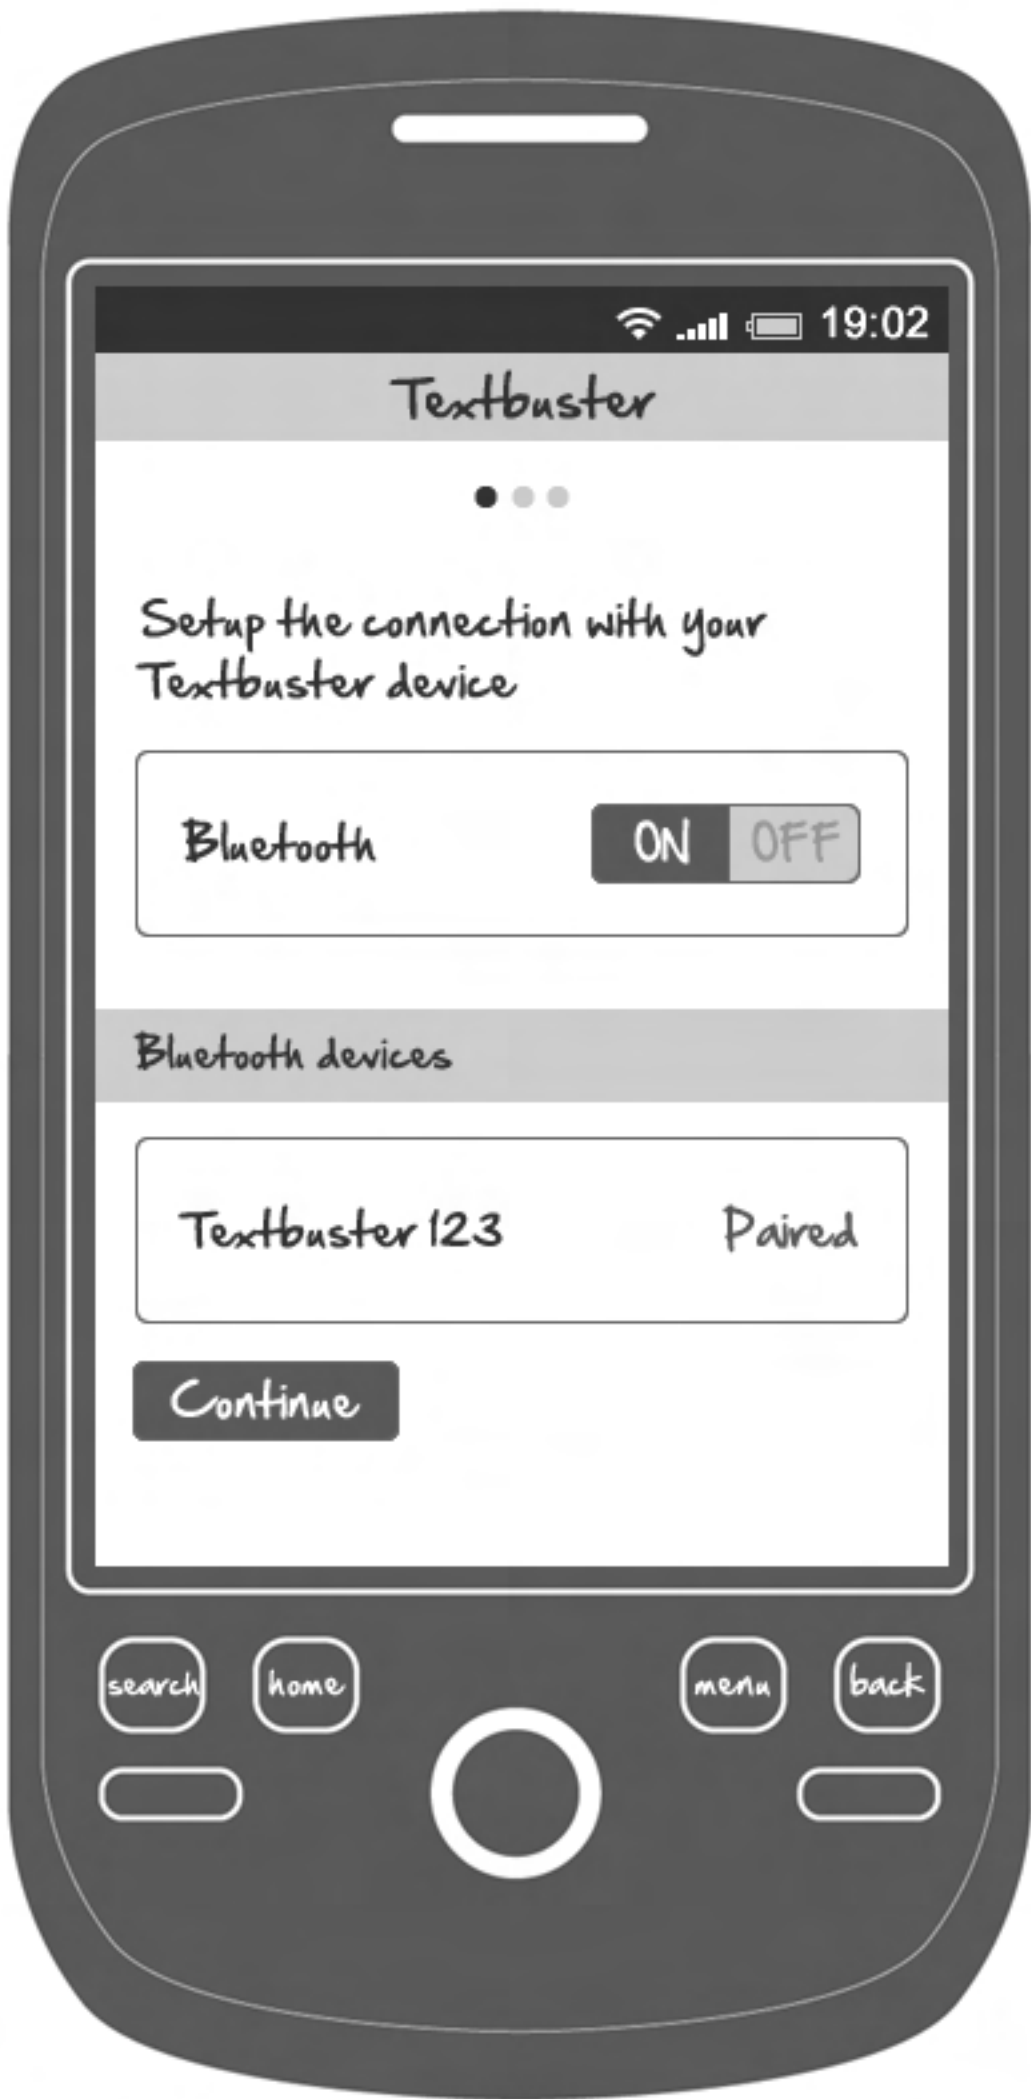 19:02
Textbuster
Setup the connection with your
Textbuster device
Bluetooth ON OFF
Bluetooth devices
Textbuster 123 Paired
Continue
search home menu back